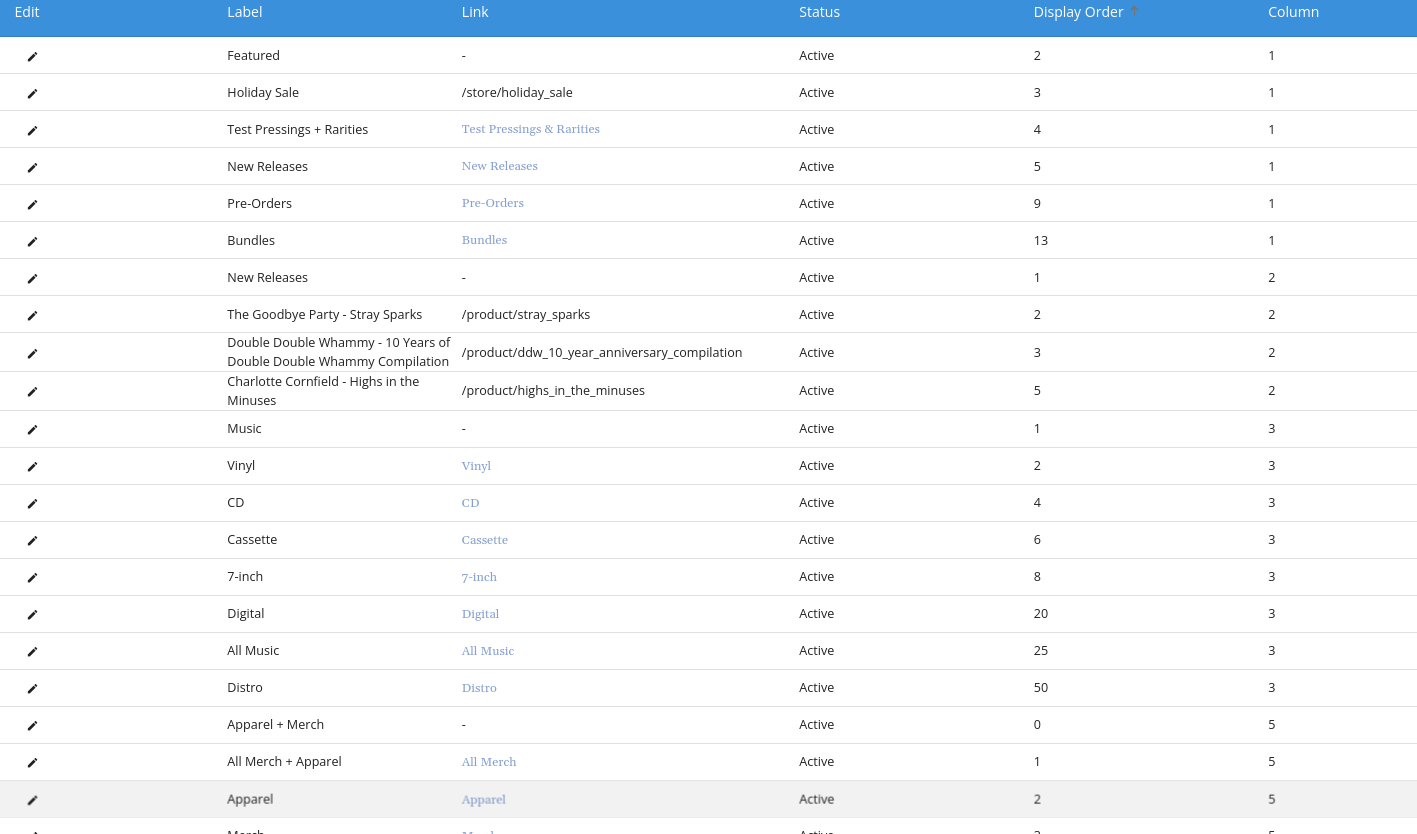 Edit Label Link Status Display Order ↑ Column
Featured - Active 2 1
Holiday Sale /store/holiday_sale Active 3 1
Test Pressings + Rarities Test Pressings & Rarities Active 4 1
New Releases New Releases Active 5 1
Pre-Orders Pre-Orders Active 9 1
Bundles Bundles Active 13 1
New Releases - Active 1 2
The Goodbye Party - Stray Sparks /product/stray_sparks Active 2 2
Double Double Whammy - 10 Years of
Double Double Whammy Compilation /product/ddw_10_year_anniversary_compilation Active 3 2
Charlotte Cornfield - Highs in the
Minuses /product/highs_in_the_minuses Active 5 2
Music - Active 1 3
Vinyl Vinyl Active 2 3
CD CD Active 4 3
Cassette Cassette Active 6 3
7-inch 7-inch Active 8 3
Digital Digital Active 20 3
All Music All Music Active 25 3
Distro Distro Active 50 3
Apparel + Merch - Active 0 5
All Merch + Apparel All Merch Active 1 5
Apparel Apparel Active 2 5